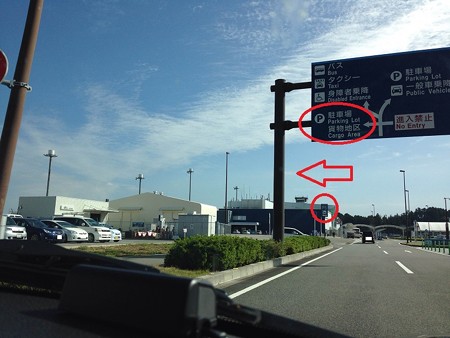 バス
Bus
タクシー
Taxi
身障者乗降
Disabled Entrance
P 駐車場
Parking Lot
貨物地区
Cargo Area
P 駐車場
Parking Lot
一般車乗降
Public Vehicle
進入禁止
No Entry